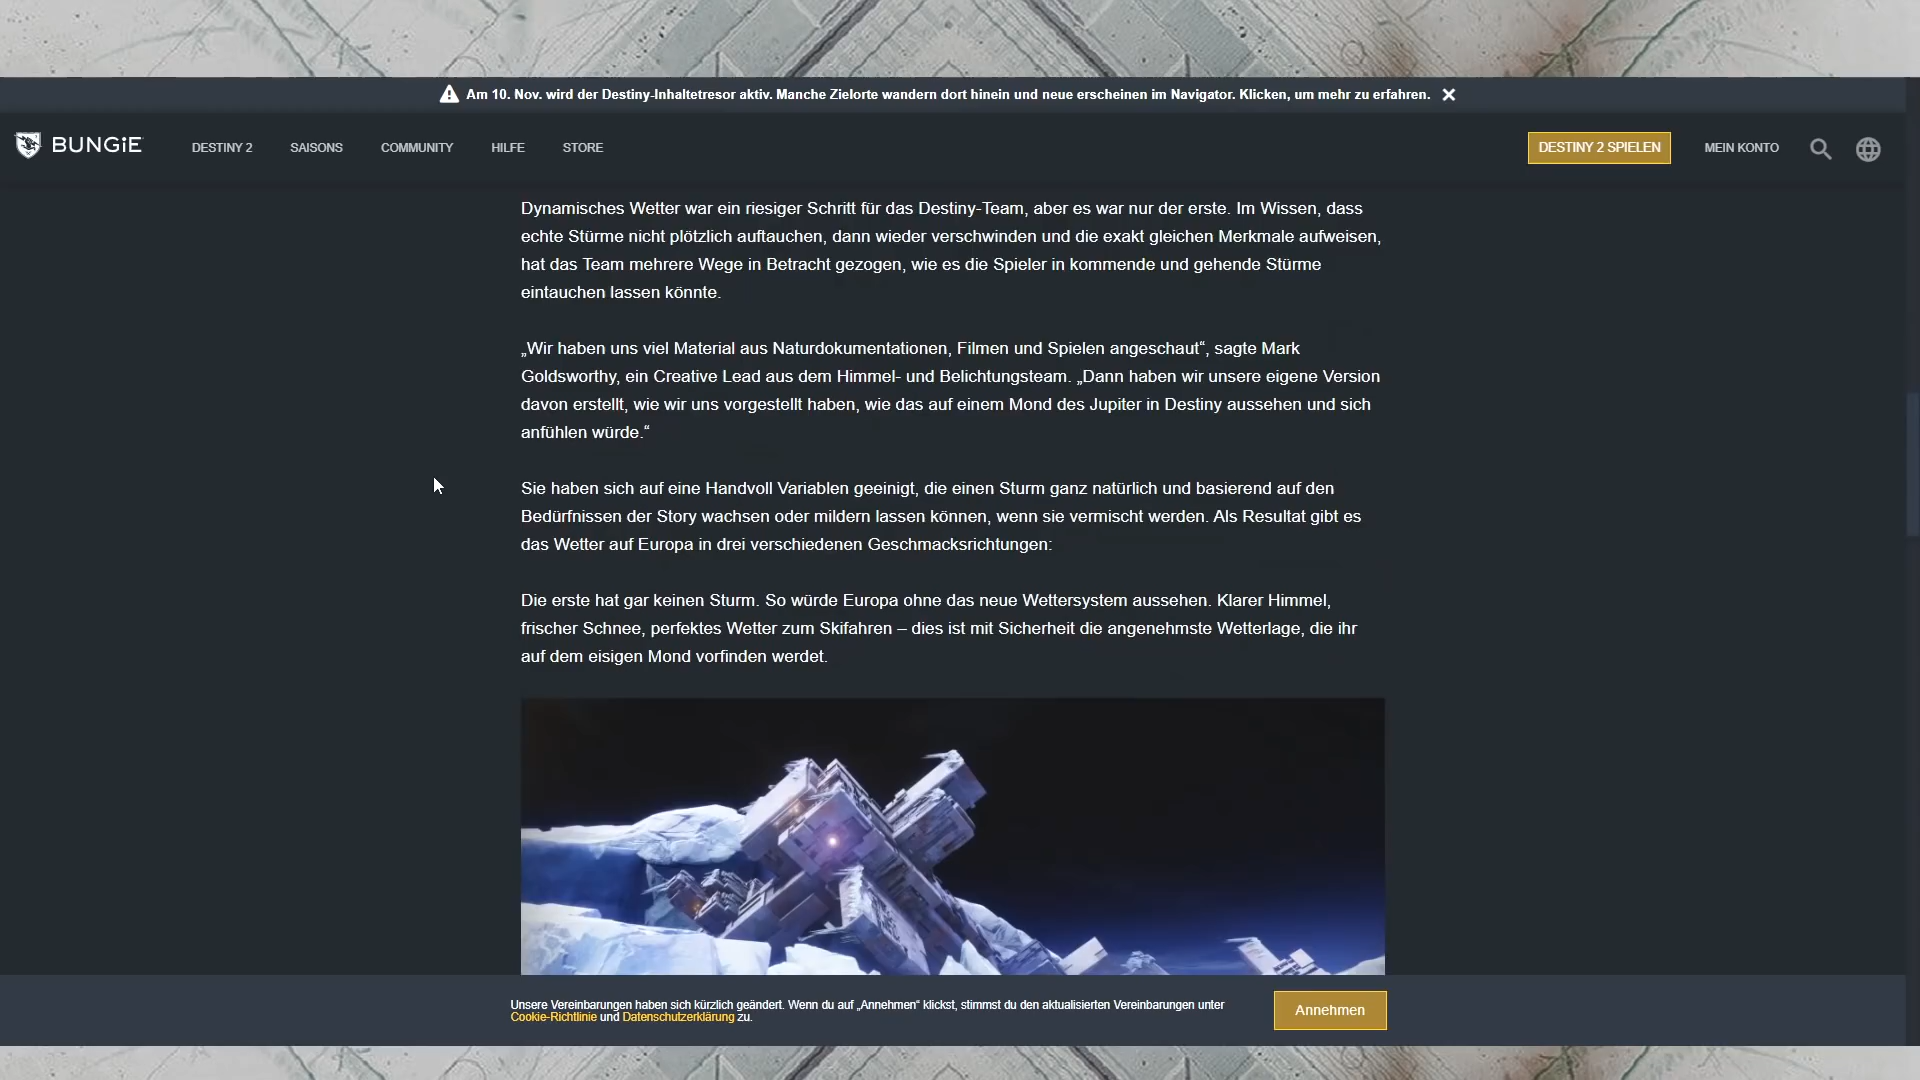 Am 10. Nov. wird der Destiny-Inhaltetresor aktiv. Manche Zielorte wandern dort hinein und neue erscheinen im Navigator. Klicken, um mehr zu erfahren.
BUNGiE
DESTINY 2 SAISONS COMMUNITY HILFE STORE DESTINY 2 SPIELEN MEIN KONTO
Dynamisches Wetter war ein riesiger Schritt für das Destiny-Team, aber es war nur der erste. Im Wissen, dass
echte Stürme nicht plötzlich auftauchen, dann wieder verschwinden und die exakt gleichen Merkmale aufweisen,
hat das Team mehrere Wege in Betracht gezogen, wie es die Spieler in kommende und gehende Stürme
eintauchen lassen könnte.
„Wir haben uns viel Material aus Naturdokumentationen, Filmen und Spielen angeschaut“, sagte Mark
Goldsworthy, ein Creative Lead aus dem Himmel- und Belichtungsteam. „Dann haben wir unsere eigene Version
davon erstellt, wie wir uns vorgestellt haben, wie das auf einem Mond des Jupiter in Destiny aussehen und sich
anfühlen würde.“
Sie haben sich auf eine Handvoll Variablen geeinigt, die einen Sturm ganz natürlich und basierend auf den
Bedürfnissen der Story wachsen oder mildern lassen können, wenn sie vermischt werden. Als Resultat gibt es
das Wetter auf Europa in drei verschiedenen Geschmacksrichtungen:
Die erste hat gar keinen Sturm. So würde Europa ohne das neue Wettersystem aussehen. Klarer Himmel,
frischer Schnee, perfektes Wetter zum Skifahren – dies ist mit Sicherheit die angenehmste Wetterlage, die ihr
auf dem eisigen Mond vorfinden werdet.
Unsere Vereinbarungen haben sich kürzlich geändert. Wenn du auf „Annehmen“ klickst, stimmst du den aktualisierten Vereinbarungen unter
Cookie-Richtlinie und Datenschutzerklärung zu.
Annehmen